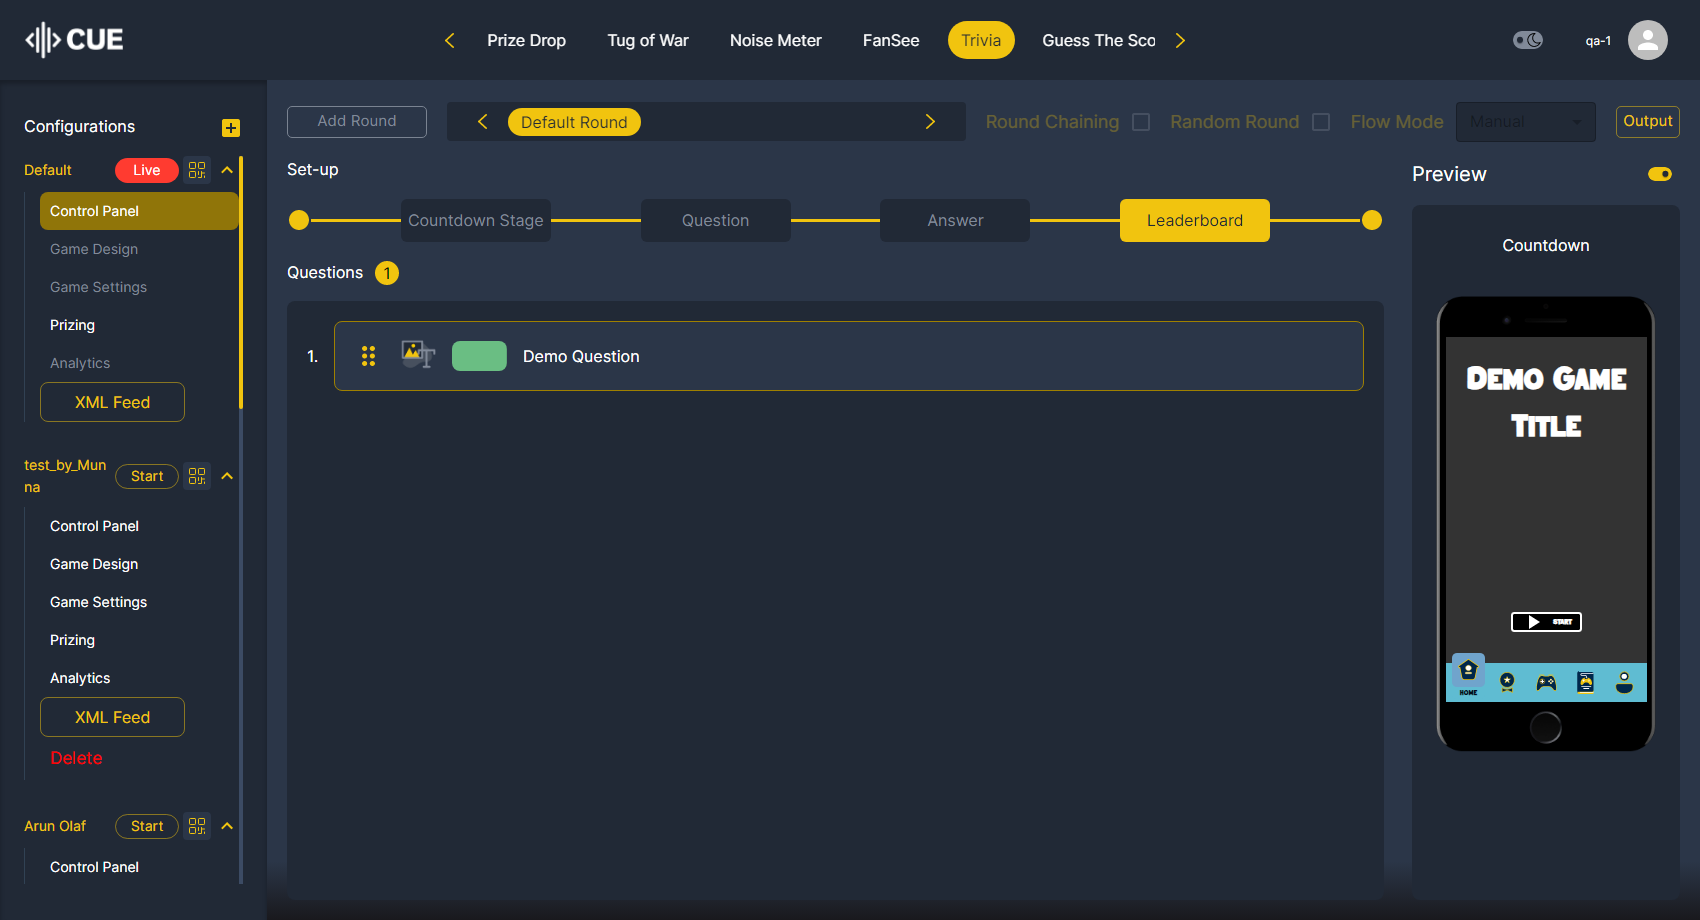 CUE
Prize Drop
Tug of War
Noise Meter
FanSee
Trivia
Guess The Sco
qa-1
Configurations
Default
Live
Control Panel
Game Design
Game Settings
Prizing
Analytics
XML Feed
test_by_Mun
na
Start
Control Panel
Game Design
Game Settings
Prizing
Analytics
XML Feed
Delete
Arun Olaf
Start
Control Panel
Add Round
Default Round
Round Chaining
Random Round
Flow Mode
Manual
Output
Set-up
Countdown Stage
Question
Answer
Leaderboard
Questions 1
1.
Demo Question
Preview
Countdown
Demo Game
Title
START
HOME